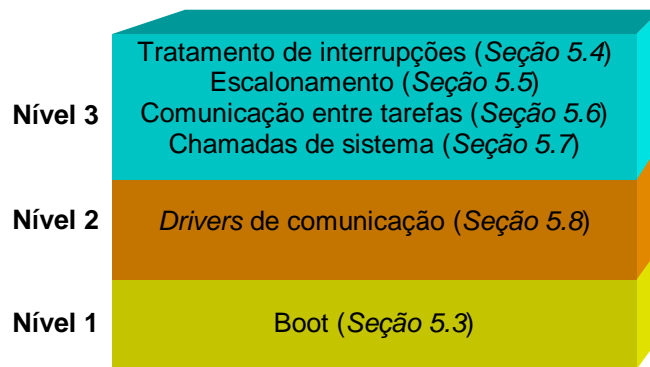 Tratamento de interrupções (Seção 5.4)
Escalonamento (Seção 5.5)
Nível 3
Comunicação entre tarefas (Seção 5.6)
Chamadas de sistema (Seção 5.7)
Nível 2
Drivers de comunicação (Seção 5.8)
Nível 1
Boot (Seção 5.3)